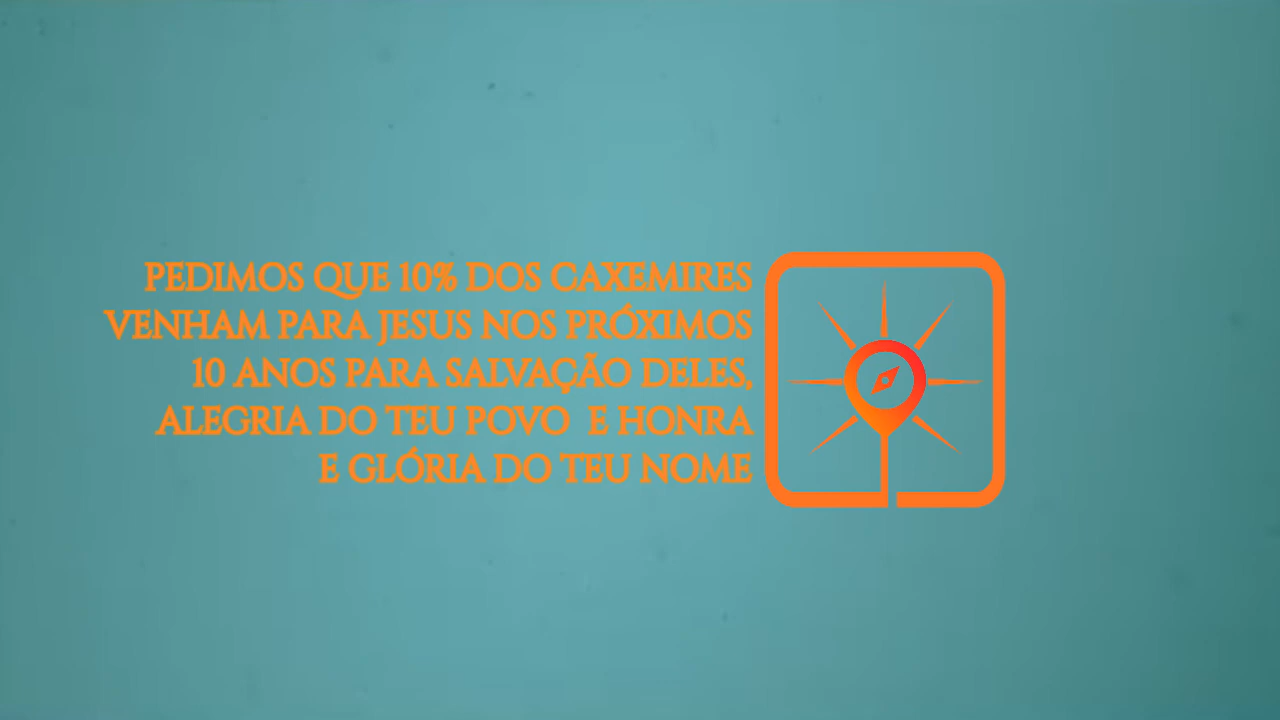 PEDIMOS QUE 10% DOS CAXEMIRES
VENHAM PARA JESUS NOS PRÓXIMOS
10 ANOS PARA SALVAÇÃO DELES,
ALEGRIA DO TEU POVO  E HONRA
E GLÓRIA DO TEU NOME